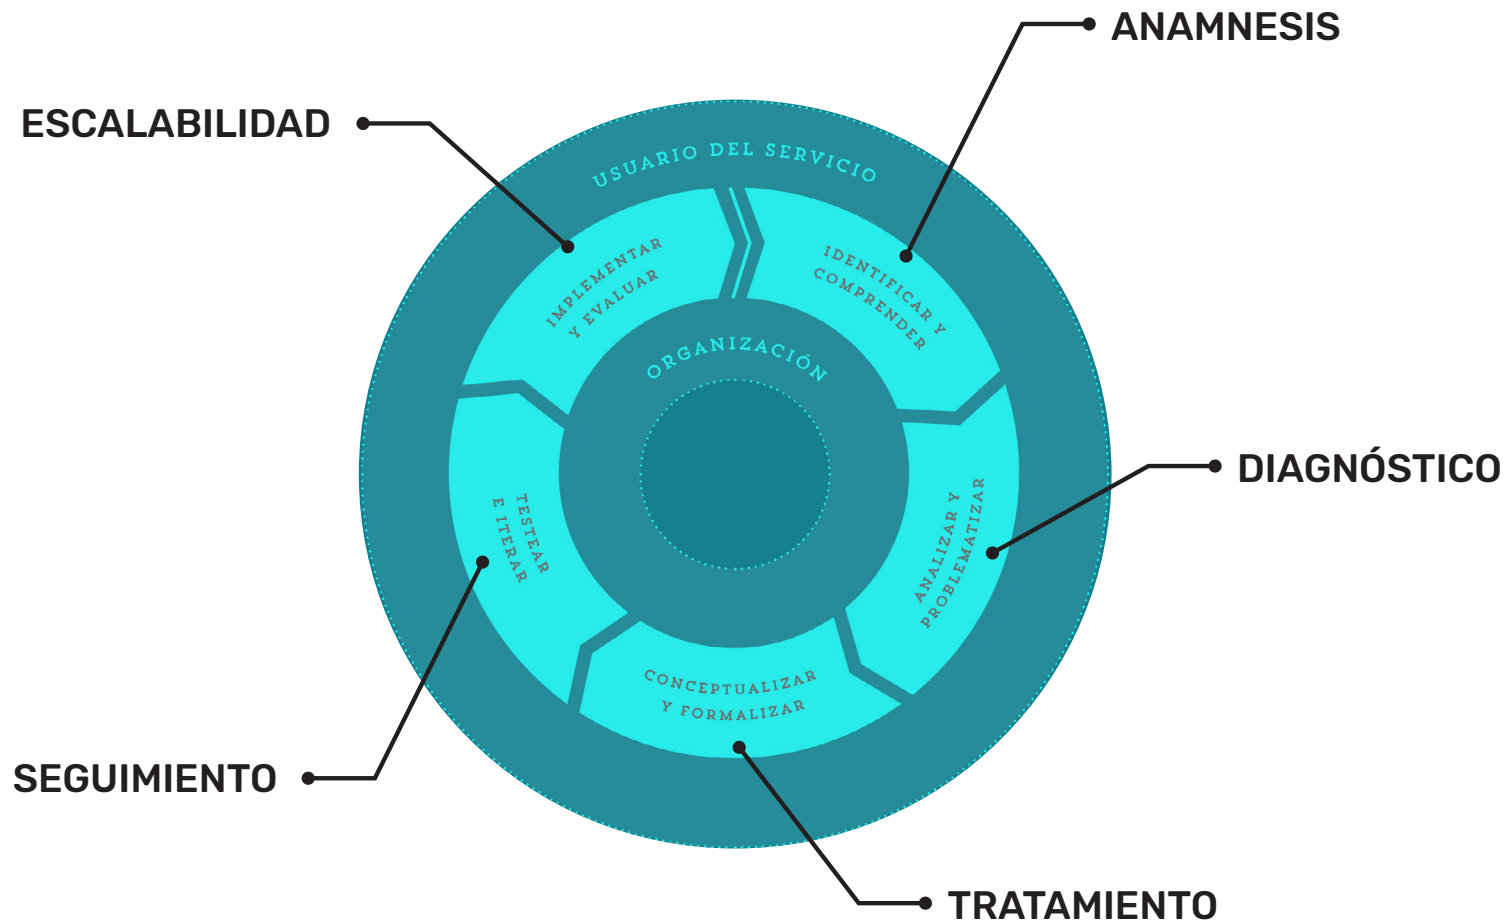 ANAMNESIS
ESCALABILIDAD
USUARIO DEL SERVICIO
IMPLEMENTAR
Y EVALUAR
IDENTIFICAR Y
COMPRENDER
ORGANIZACIÓN
DIAGNÓSTICO
ANALIZAR Y
PROBLEMATIZAR
TESTEAR
E ITERAR
CONCEPTUALIZAR
Y FORMALIZAR
SEGUIMIENTO
TRATAMIENTO